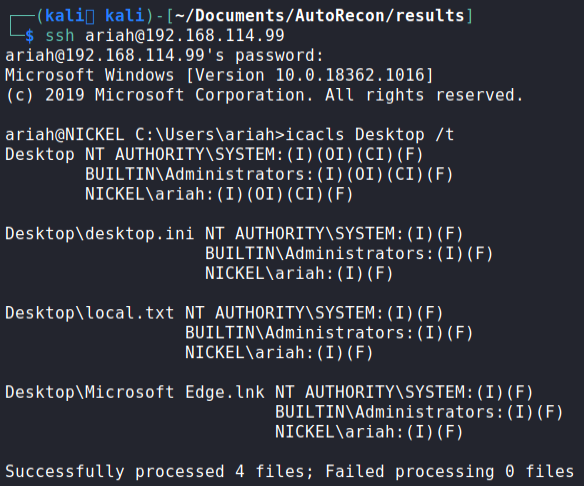 ┌──(kali㉿kali)-[~/Documents/AutoRecon/results]
└─$ ssh ariah@192.168.114.99
ariah@192.168.114.99's password:
Microsoft Windows [Version 10.0.18362.1016]
(c) 2019 Microsoft Corporation. All rights reserved.

ariah@NICKEL C:\Users\ariah>icacls Desktop /t
Desktop NT AUTHORITY\SYSTEM:(I)(OI)(CI)(F)
        BUILTIN\Administrators:(I)(OI)(CI)(F)
        NICKEL\ariah:(I)(OI)(CI)(F)

Desktop\desktop.ini NT AUTHORITY\SYSTEM:(I)(F)
                    BUILTIN\Administrators:(I)(F)
                    NICKEL\ariah:(I)(F)

Desktop\local.txt NT AUTHORITY\SYSTEM:(I)(F)
                  BUILTIN\Administrators:(I)(F)
                  NICKEL\ariah:(I)(F)

Desktop\Microsoft Edge.lnk NT AUTHORITY\SYSTEM:(I)(F)
                           BUILTIN\Administrators:(I)(F)
                           NICKEL\ariah:(I)(F)

Successfully processed 4 files; Failed processing 0 files